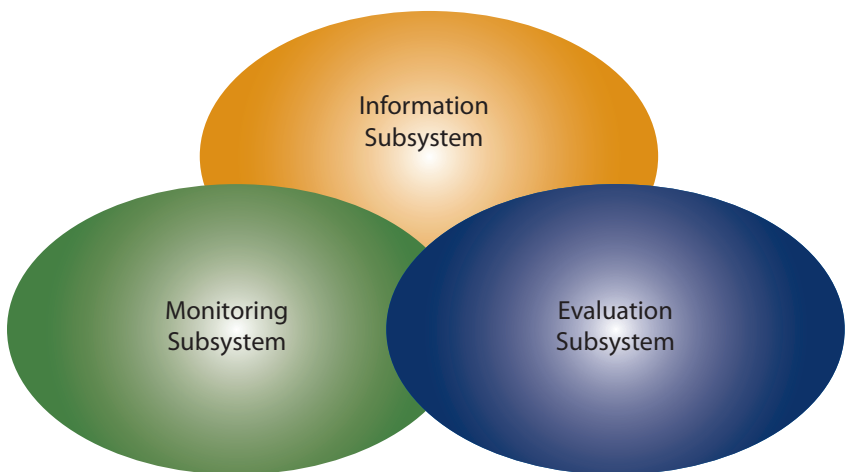 Information
Subsystem
Monitoring
Subsystem
Evaluation
Subsystem